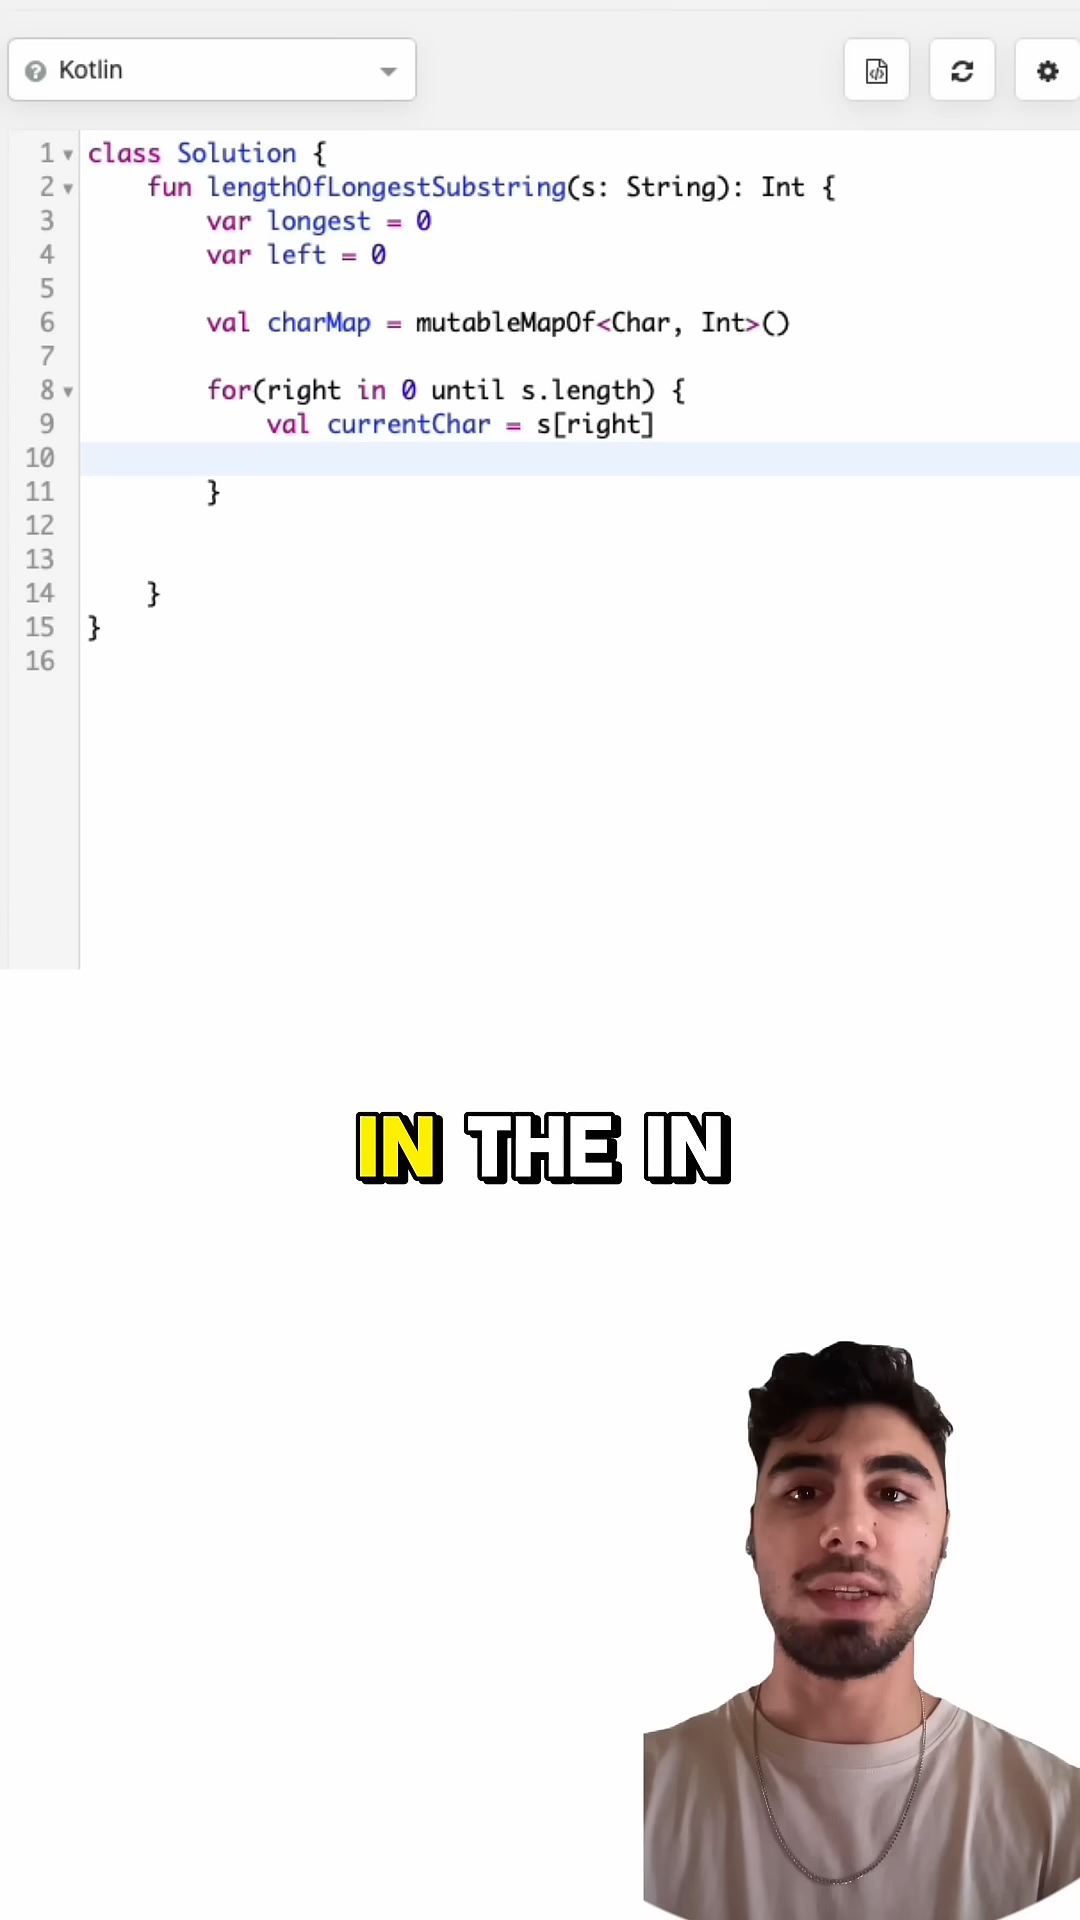 Kotlin
1 class Solution {
2 fun lengthOfLongestSubstring(s: String): Int {
3 var longest = 0
4 var left = 0
5
6 val charMap = mutableMapOf<Char, Int>()
7
8 for(right in 0 until s.length) {
9 val currentChar = s[right]
10
11 }
12
13
14 }
15 }
16
IN THE IN